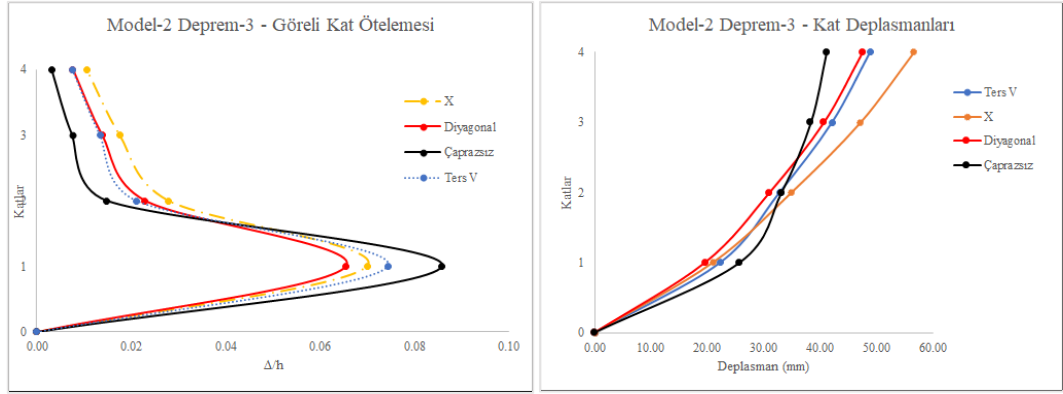 Model-2 Deprem-3 - Göreli Kat Ötelemesi
4
3
2
1
0
Katlar
0.00 0.02 0.04 0.06 0.08 0.10
Δ/h
X
Diyagonal
Çaprazsız
Ters V
Model-2 Deprem-3 - Kat Deplasmanları
4
3
2
1
0
Katlar
0.00 10.00 20.00 30.00 40.00 50.00 60.00
Deplasman (mm)
Ters V
X
Diyagonal
Çaprazsız